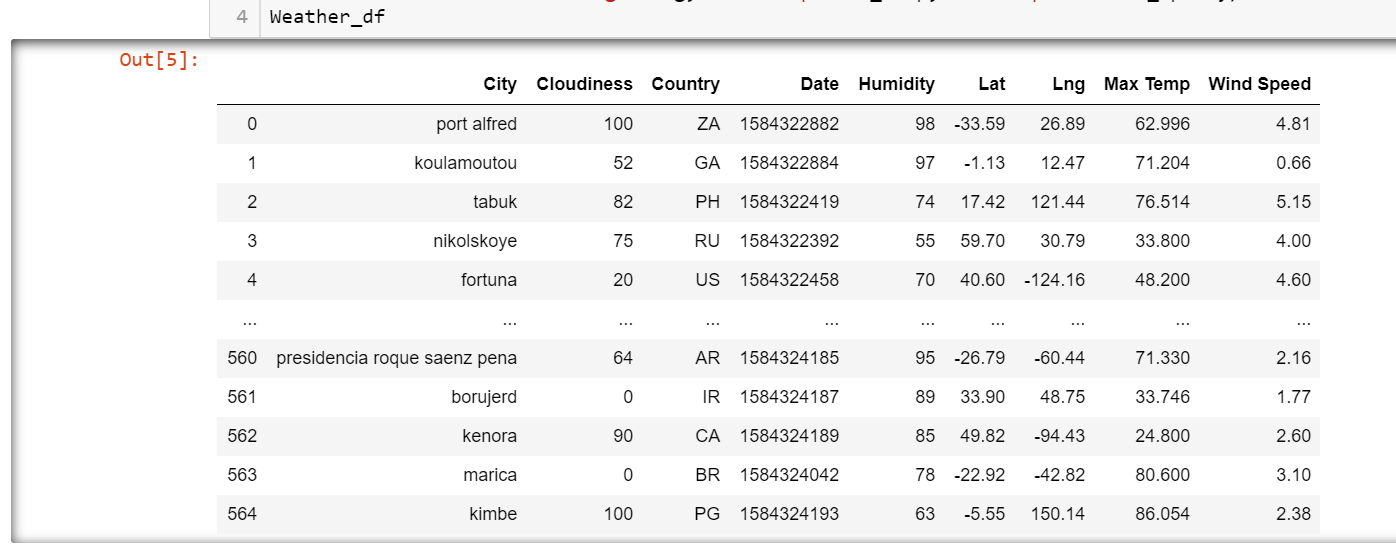 4 Weather_df
Out[5]:
City Cloudiness Country Date Humidity Lat Lng Max Temp Wind Speed
0 port alfred 100 ZA 1584322882 98 -33.59 26.89 62.996 4.81
1 koulamoutou 52 GA 1584322884 97 -1.13 12.47 71.204 0.66
2 tabuk 82 PH 1584322419 74 17.42 121.44 76.514 5.15
3 nikolskoye 75 RU 1584322392 55 59.70 30.79 33.800 4.00
4 fortuna 20 US 1584322458 70 40.60 -124.16 48.200 4.60
... ... ... ... ... ... ... ... ... ...
560 presidencia roque saenz pena 64 AR 1584324185 95 -26.79 -60.44 71.330 2.16
561 borujerd 0 IR 1584324187 89 33.90 48.75 33.746 1.77
562 kenora 90 CA 1584324189 85 49.82 -94.43 24.800 2.60
563 marica 0 BR 1584324042 78 -22.92 -42.82 80.600 3.10
564 kimbe 100 PG 1584324193 63 -5.55 150.14 86.054 2.38